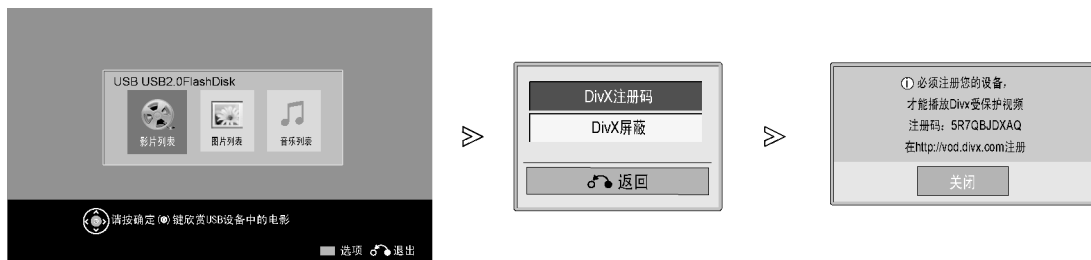 USB USB2.0FlashDisk
影片列表
图片列表
音乐列表
请按确定(◉)键欣赏USB设备中的电影
选项 退出
DivX注册码
DivX屏蔽
返回
必须注册您的设备,
才能播放Divx受保护视频
注册码: 5R7QBJDXAQ
在http://vod.divx.com注册
关闭